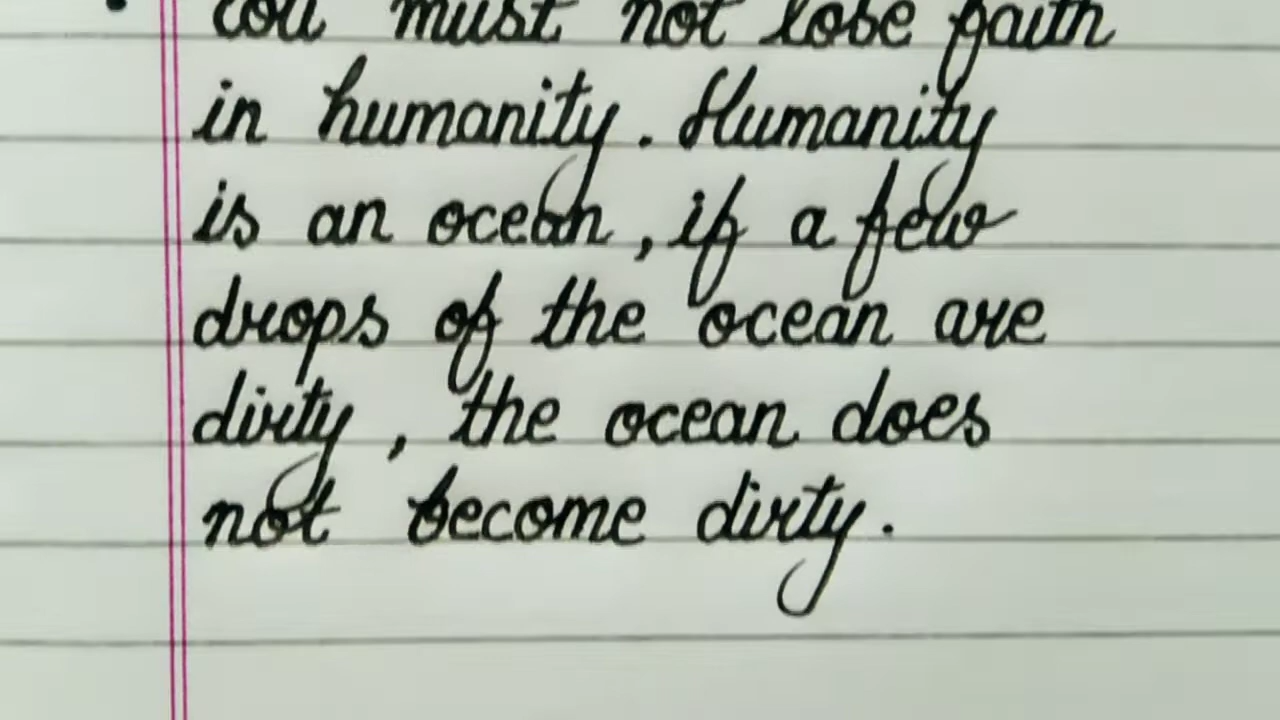 You must not lose faith
in humanity. Humanity
is an ocean, if a few
drops of the ocean are
dirty, the ocean does
not become dirty.